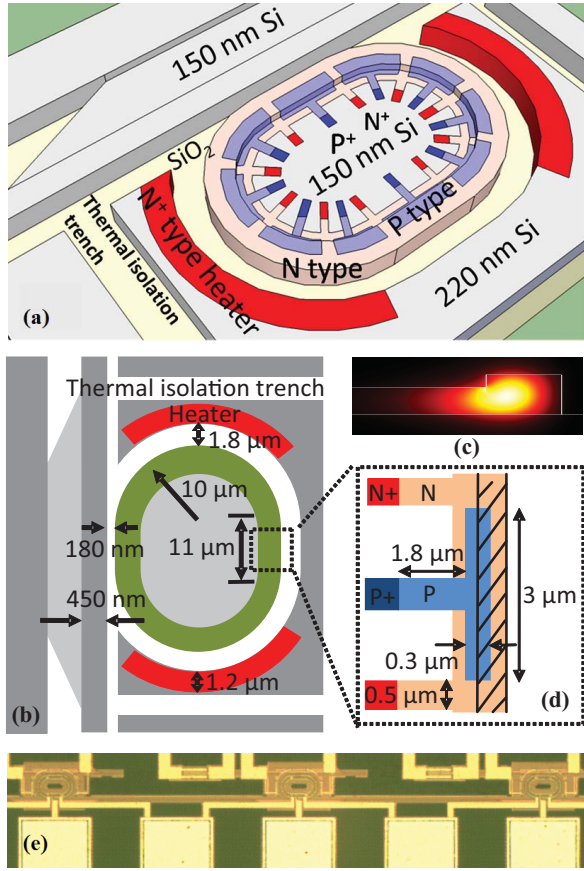 150 nm Si
SiO2
P+ N+
150 nm Si
P type
N type
N+ type heater
Thermal isolation
trench
220 nm Si
(a)
Thermal isolation trench
Heater
1.8 μm
10 μm
11 μm
180 nm
450 nm
1.2 μm
(b)
(c)
N+ N
1.8 μm
P+ P
3 μm
0.3 μm
0.5 μm
(d)
(e)